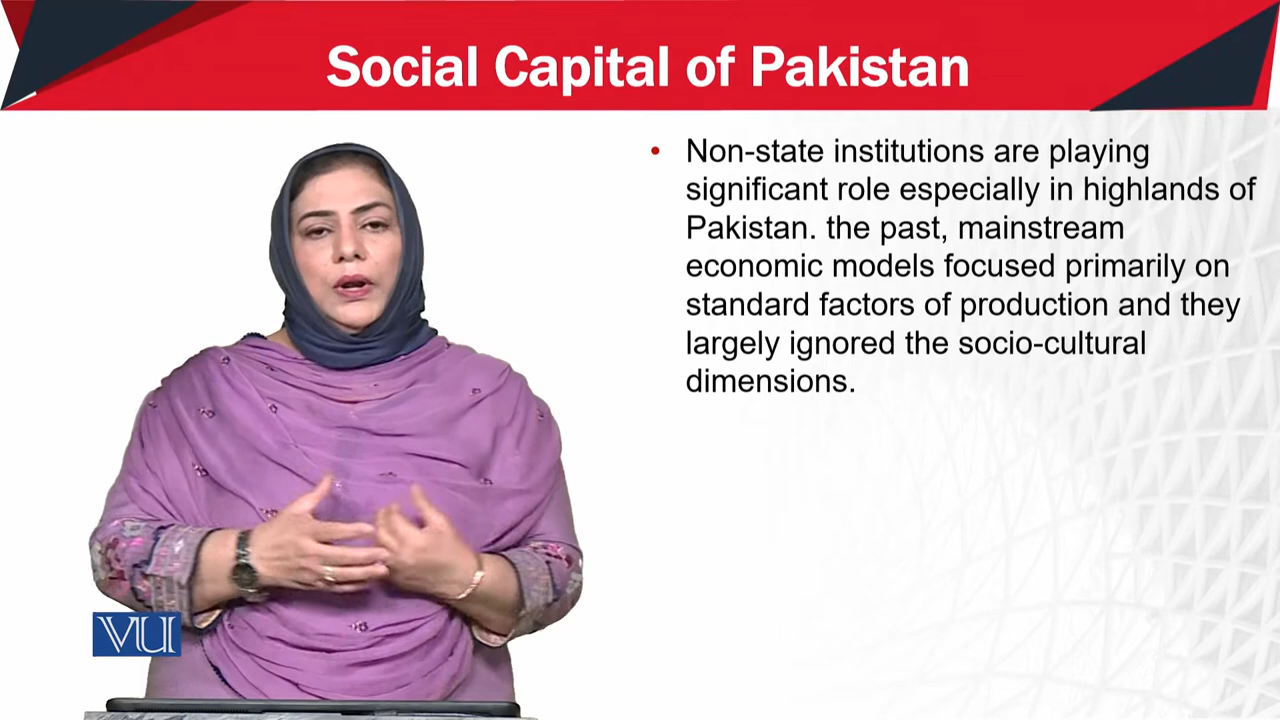 Social Capital of Pakistan
• Non-state institutions are playing
significant role especially in highlands of
Pakistan. the past, mainstream
economic models focused primarily on
standard factors of production and they
largely ignored the socio-cultural
dimensions.
VU